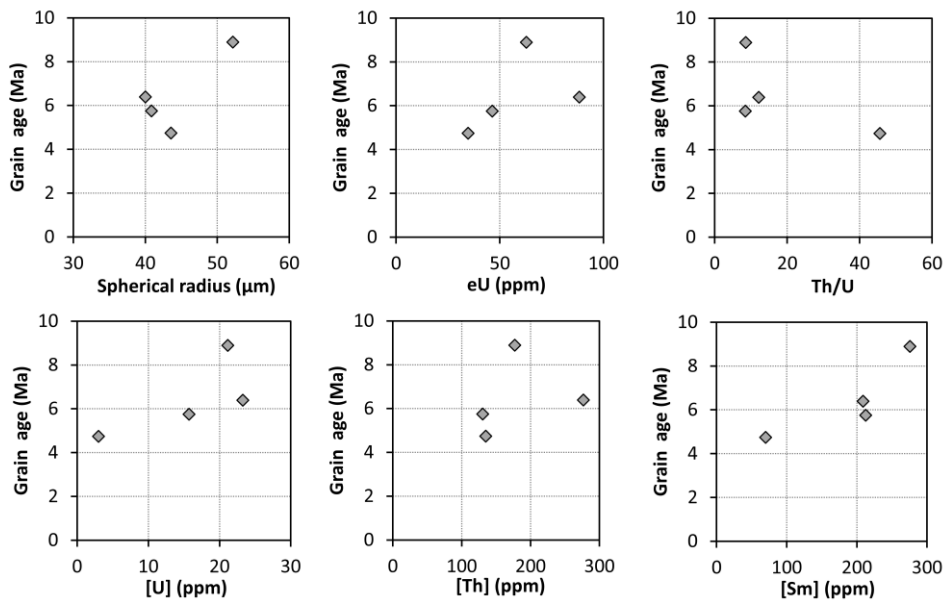 10
8
6
4
2
0
Grain age (Ma)
30 40 50 60
Spherical radius (µm)
10
8
6
4
2
0
Grain age (Ma)
0 50 100
eU (ppm)
10
8
6
4
2
0
Grain age (Ma)
0 20 40 60
Th/U
10
8
6
4
2
0
Grain age (Ma)
0 10 20 30
[U] (ppm)
10
8
6
4
2
0
Grain age (Ma)
0 100 200 300
[Th] (ppm)
10
8
6
4
2
0
Grain age (Ma)
0 100 200 300
[Sm] (ppm)